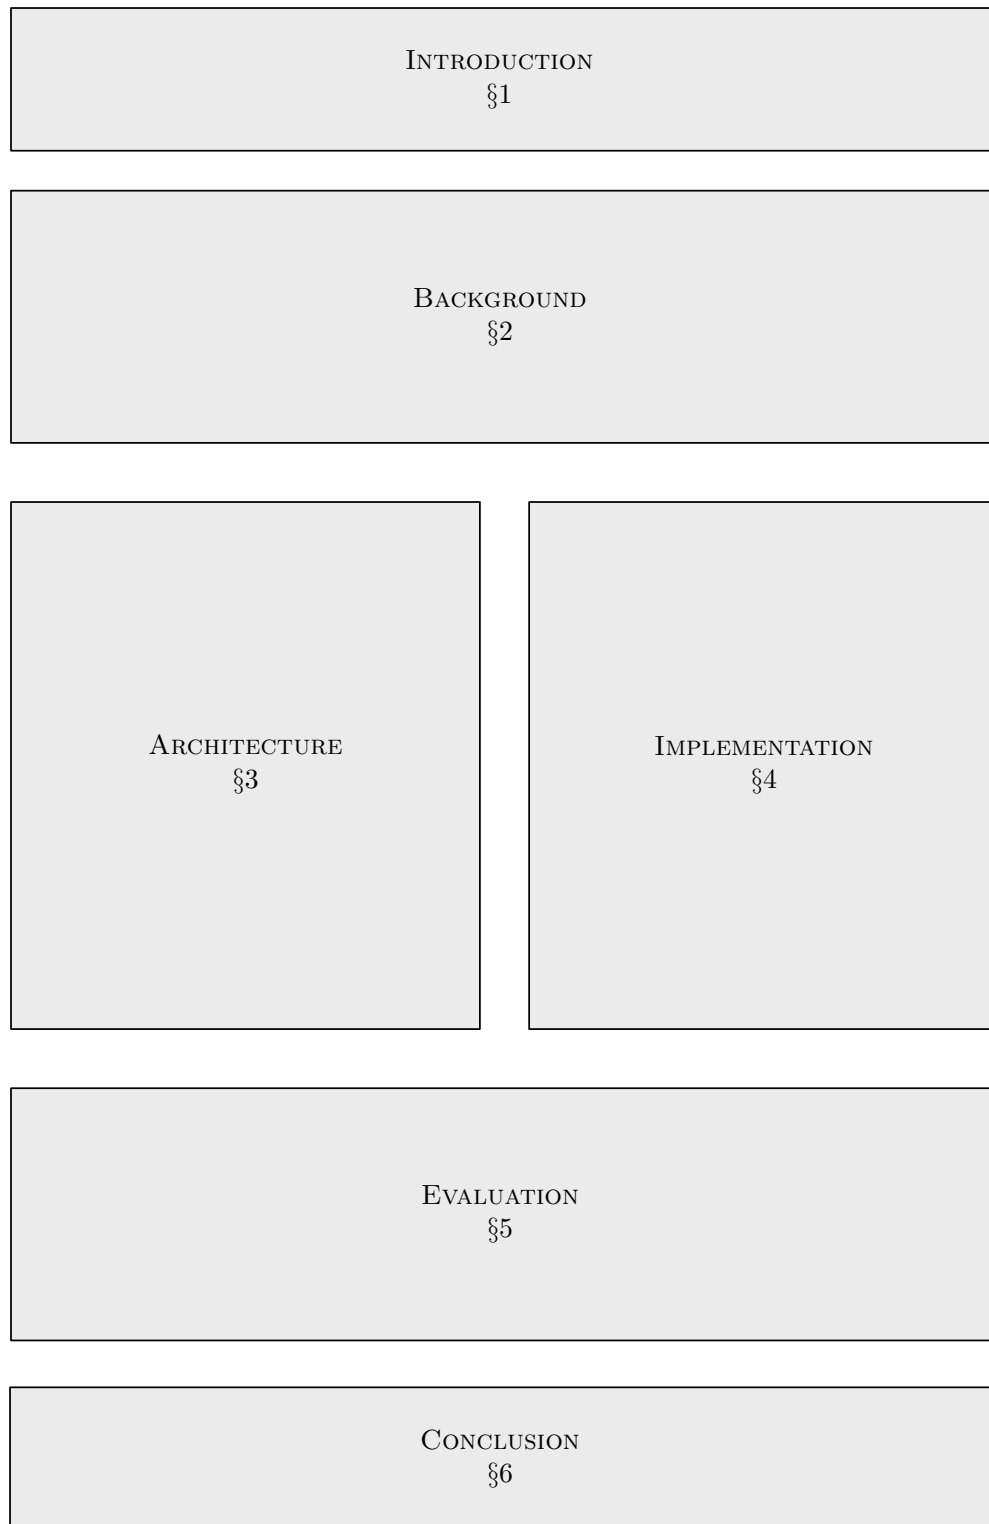 INTRODUCTION
§1
BACKGROUND
§2
ARCHITECTURE
§3
IMPLEMENTATION
§4
EVALUATION
§5
CONCLUSION
§6